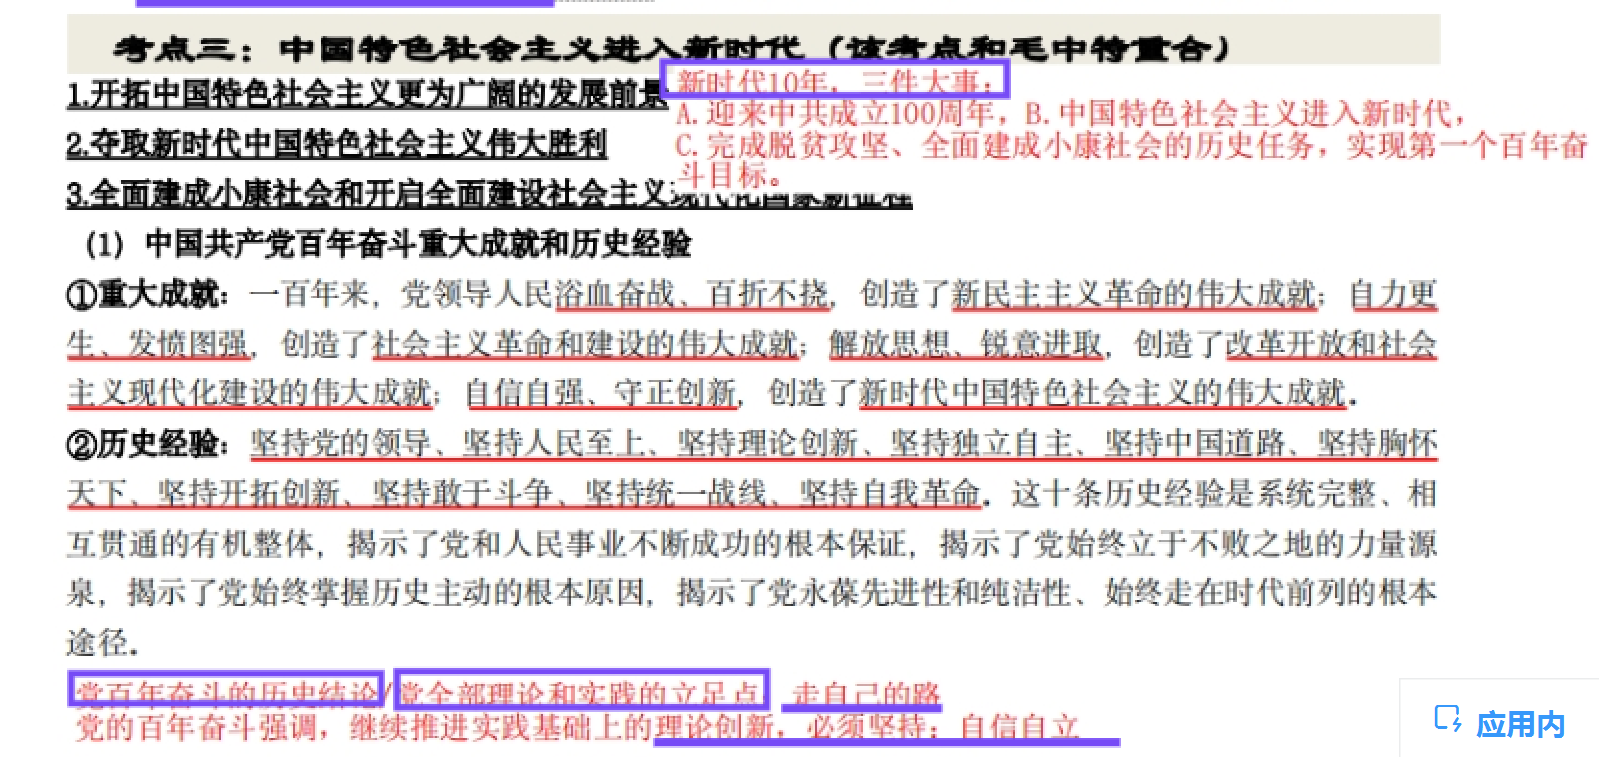 考点三：中国特色社会主义进入新时代（该考点和毛中特重合）
新时代10年，三件大事：
1.开拓中国特色社会主义更为广阔的发展前景
A.迎来中共成立100周年，B.中国特色社会主义进入新时代，
2.夺取新时代中国特色社会主义伟大胜利
C.完成脱贫攻坚、全面建成小康社会的历史任务，实现第一个百年奋
斗目标。
3.全面建成小康社会和开启全面建设社会主义现代化国家新征程
（1）中国共产党百年奋斗重大成就和历史经验
①重大成就：一百年来，党领导人民浴血奋战、百折不挠，创造了新民主主义革命的伟大成就；自力更
生、发愤图强，创造了社会主义革命和建设的伟大成就；解放思想、锐意进取，创造了改革开放和社会
主义现代化建设的伟大成就；自信自强、守正创新，创造了新时代中国特色社会主义的伟大成就．
②历史经验：坚持党的领导、坚持人民至上、坚持理论创新、坚持独立自主、坚持中国道路、坚持胸怀
天下、坚持开拓创新、坚持敢于斗争、坚持统一战线、坚持自我革命．这十条历史经验是系统完整、相
互贯通的有机整体，揭示了党和人民事业不断成功的根本保证，揭示了党始终立于不败之地的力量源
泉，揭示了党始终掌握历史主动的根本原因，揭示了党永葆先进性和纯洁性、始终走在时代前列的根本
途径．
党百年奋斗的历史结论/党全部理论和实践的立足点：走自己的路
党的百年奋斗强调，继续推进实践基础上的理论创新，必须坚持：自信自立
应用内